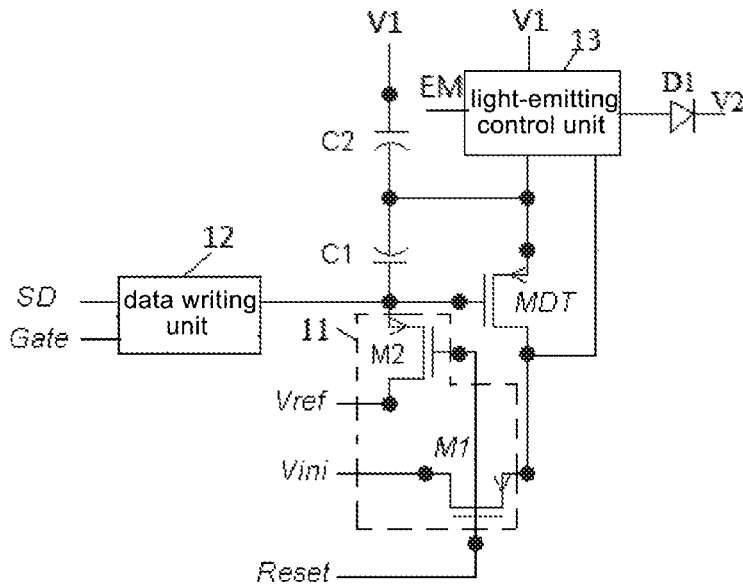 V1
V1
13
EM
light-emitting
control unit
D1
V2
C2
C1
12
SD
data writing
unit
Gate
MDT
11
M2
Vref
M1
Vini
Reset